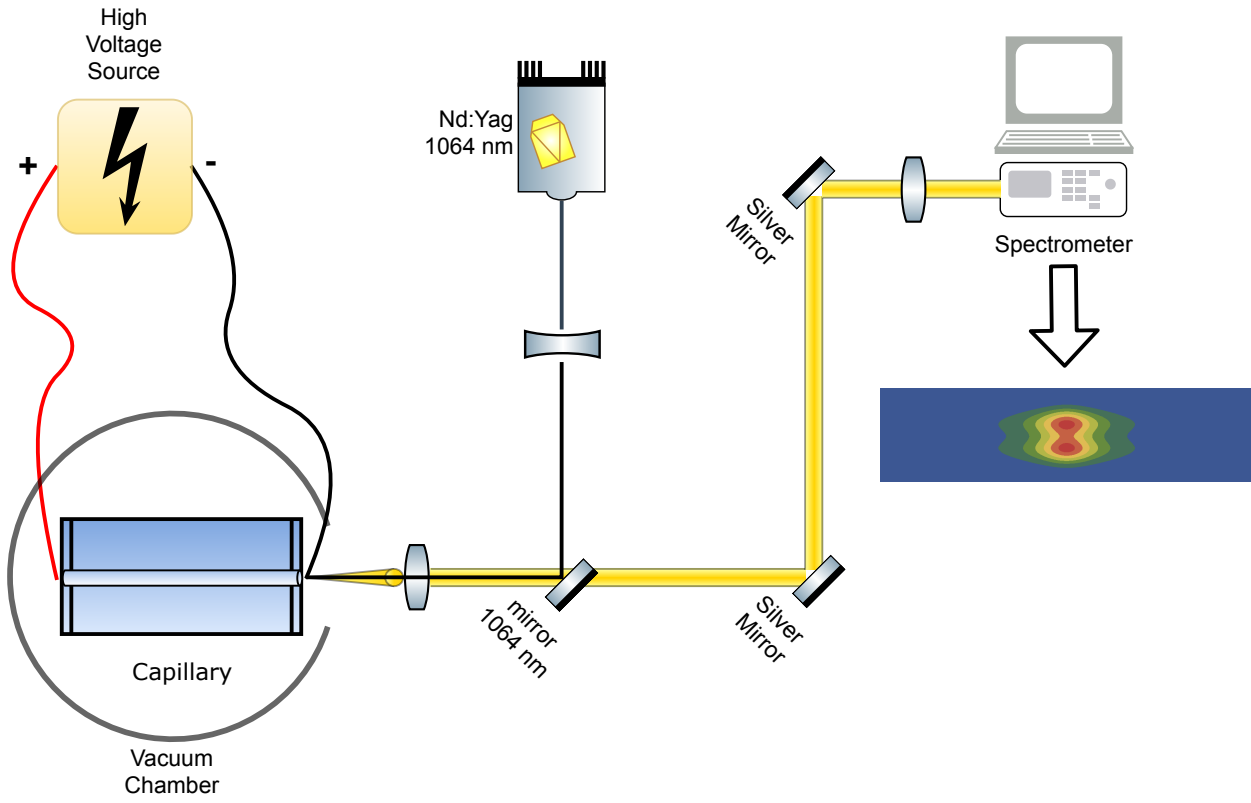 High
Voltage
Source
+
-
Nd:Yag
1064 nm
Silver
Mirror
Spectrometer
mirror
1064 nm
Silver
Mirror
Capillary
Vacuum
Chamber